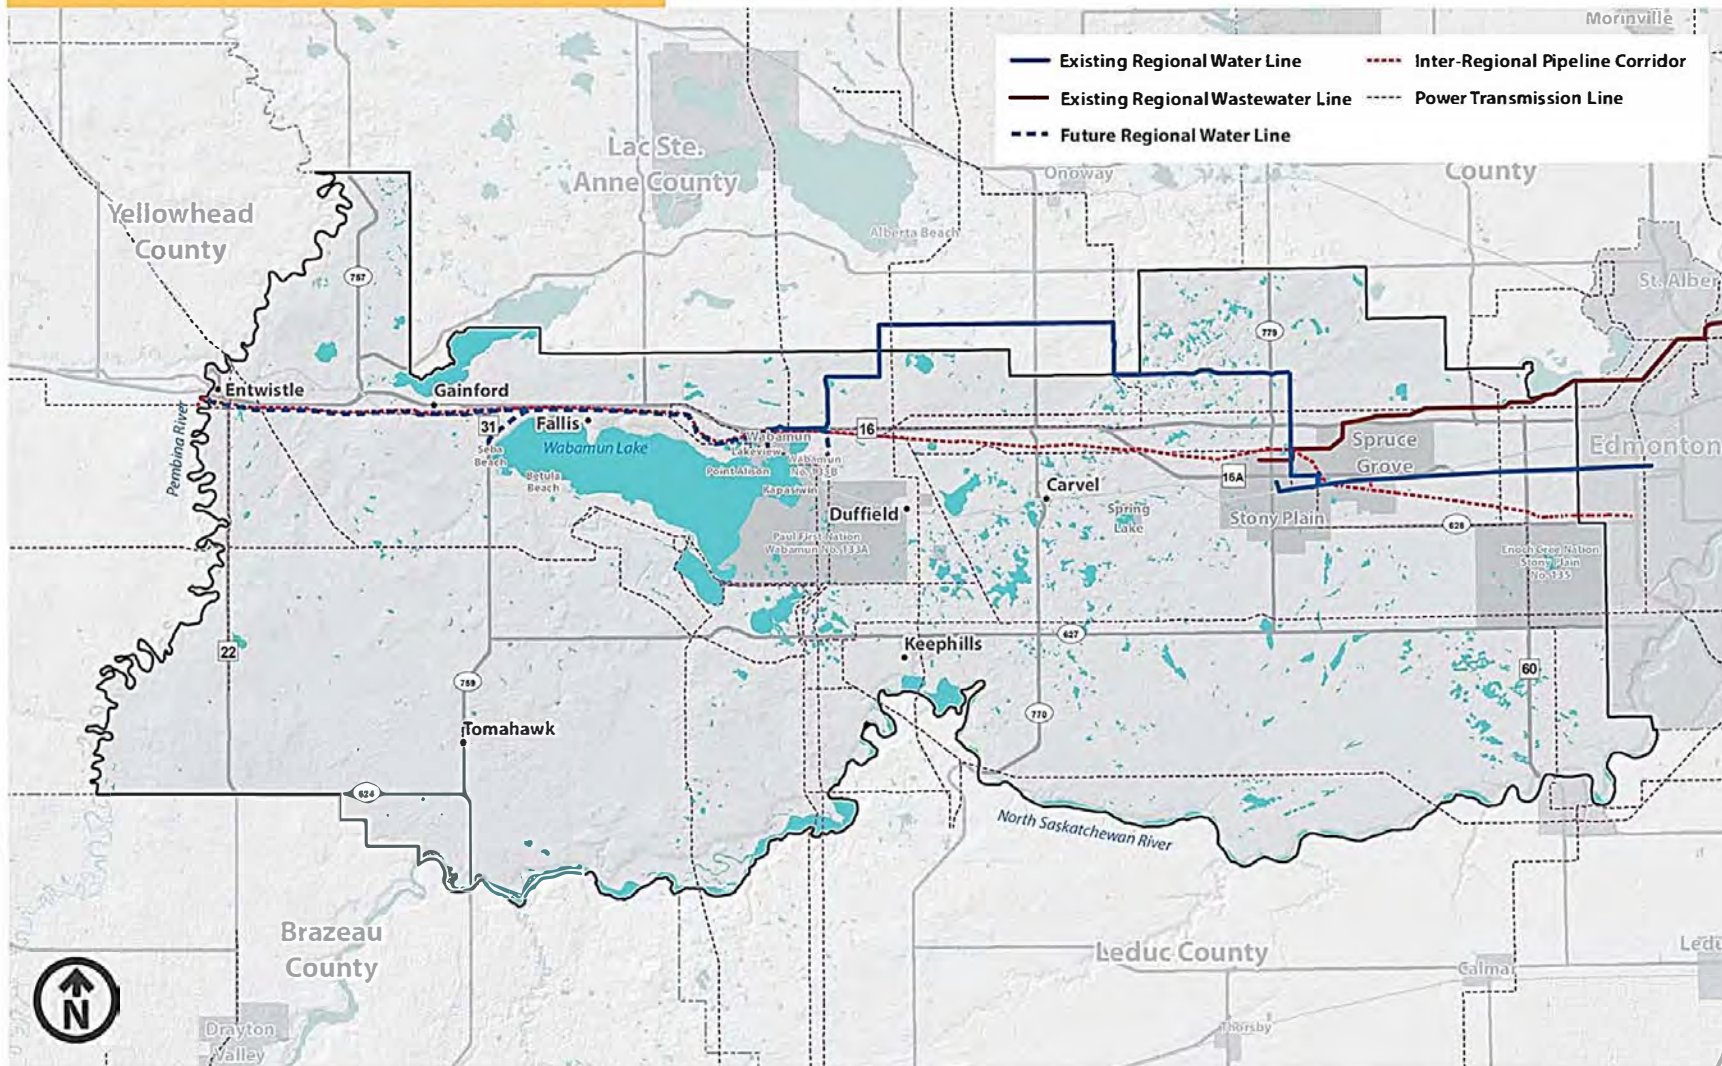 Morinville
Existing Regional Water Line
Inter-Regional Pipeline Corridor
Existing Regional Wastewater Line
Power Transmission Line
Future Regional Water Line
Lac Ste.
Anne County
Onoway
County
Yellowhead
County
Alberta Beach
757
St. Alber
779
Entwistle
Gainford
Pembina River
31
Fallis
16
Wabamun
Lakeview
Wabamun Lake
Seba
Beach
Point Alison
Wabamun
No. 133B
Spruce
Grove
Edmonton
Betula
Beach
Kapasiwin
16A
Carvel
Duffield
Spring
Lake
Stony Plain
628
Paul First Nation
Wabamun No. 133A
Enoch Cree Nation
Stony Plain
No. 135
22
Keephills
627
60
759
770
Tomahawk
624
North Saskatchewan River
Brazeau
County
Leduc County
Ledu
Calmar
N
Drayton
Valley
Thorsby